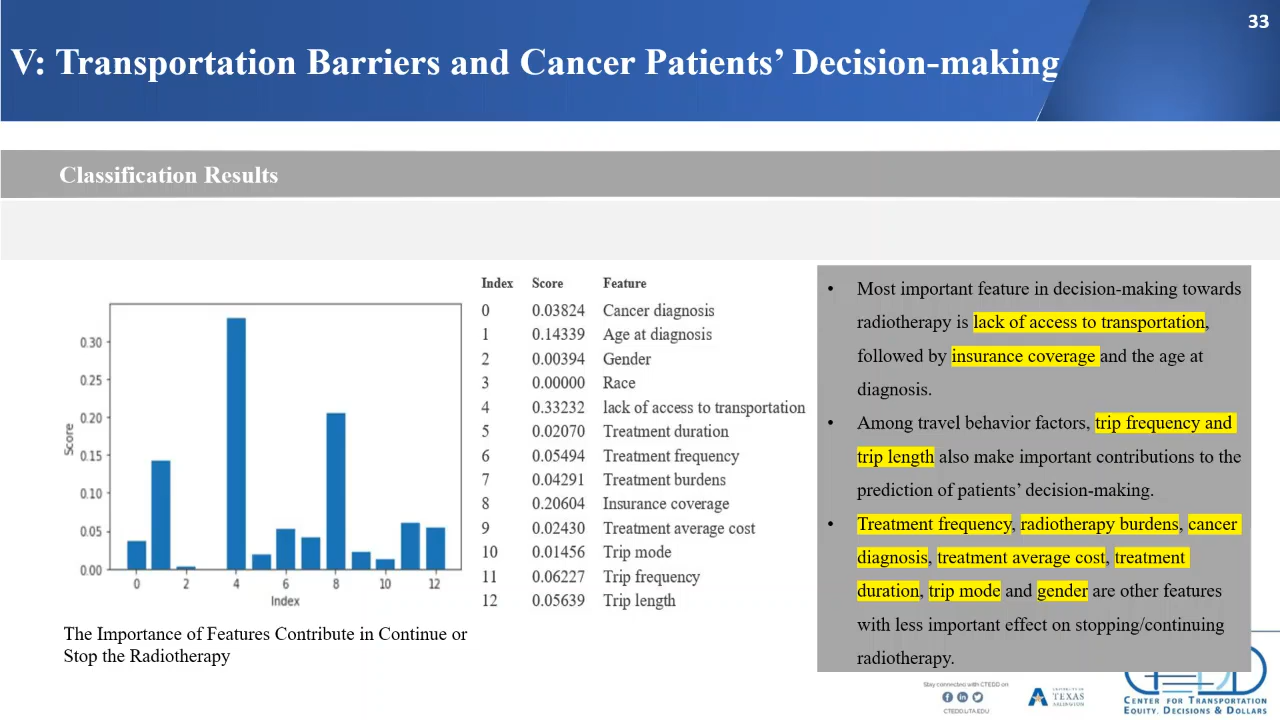 33
V: Transportation Barriers and Cancer Patients’ Decision-making
Classification Results
Score
0.30
0.25
0.20
0.15
0.10
0.05
0.00
0 2 4 6 8 10 12
Index
The Importance of Features Contribute in Continue or
Stop the Radiotherapy
Index Score Feature
0 0.03824 Cancer diagnosis
1 0.14339 Age at diagnosis
2 0.00394 Gender
3 0.00000 Race
4 0.33232 lack of access to transportation
5 0.02070 Treatment duration
6 0.05494 Treatment frequency
7 0.04291 Treatment burdens
8 0.20604 Insurance coverage
9 0.02430 Treatment average cost
10 0.01456 Trip mode
11 0.06227 Trip frequency
12 0.05639 Trip length
• Most important feature in decision-making towards
radiotherapy is lack of access to transportation,
followed by insurance coverage and the age at
diagnosis.
• Among travel behavior factors, trip frequency and
trip length also make important contributions to the
prediction of patients’ decision-making.
• Treatment frequency, radiotherapy burdens, cancer
diagnosis, treatment average cost, treatment
duration, trip mode and gender are other features
with less important effect on stopping/continuing
radiotherapy.
Stay connected with CTEDD on
CTEDD.UTA.EDU
UNIVERSITY OF
TEXAS
ARLINGTON
CENTER FOR TRANSPORTATION
EQUITY, DECISIONS & DOLLARS